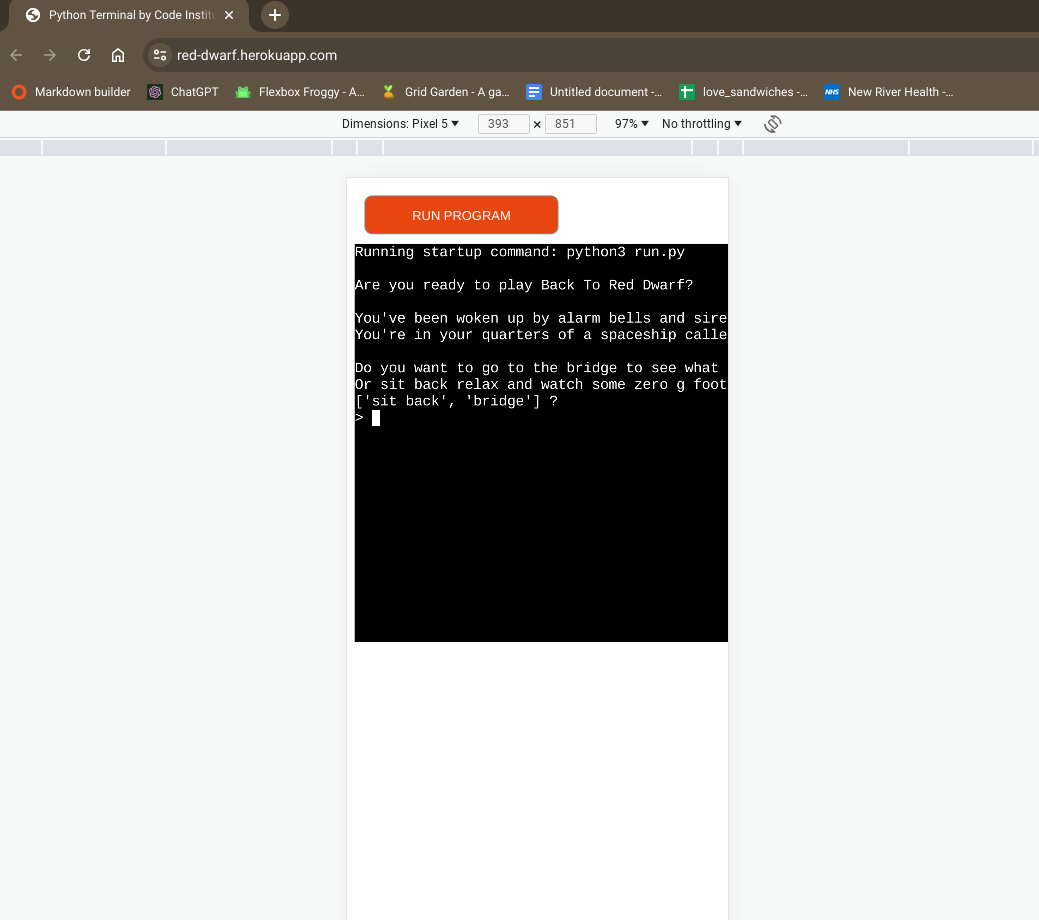 Python Terminal by Code Institu
red-dwarf.herokuapp.com
Markdown builder
ChatGPT
Flexbox Froggy - A...
Grid Garden - A ga...
Untitled document -...
love_sandwiches -...
NHS
New River Health -...
Dimensions: Pixel 5
393 × 851
97%
No throttling
RUN PROGRAM
Running startup command: python3 run.py
Are you ready to play Back To Red Dwarf?
You've been woken up by alarm bells and sire
You're in your quarters of a spaceship calle
Do you want to go to the bridge to see what
Or sit back relax and watch some zero g foot
['sit back', 'bridge'] ?
>